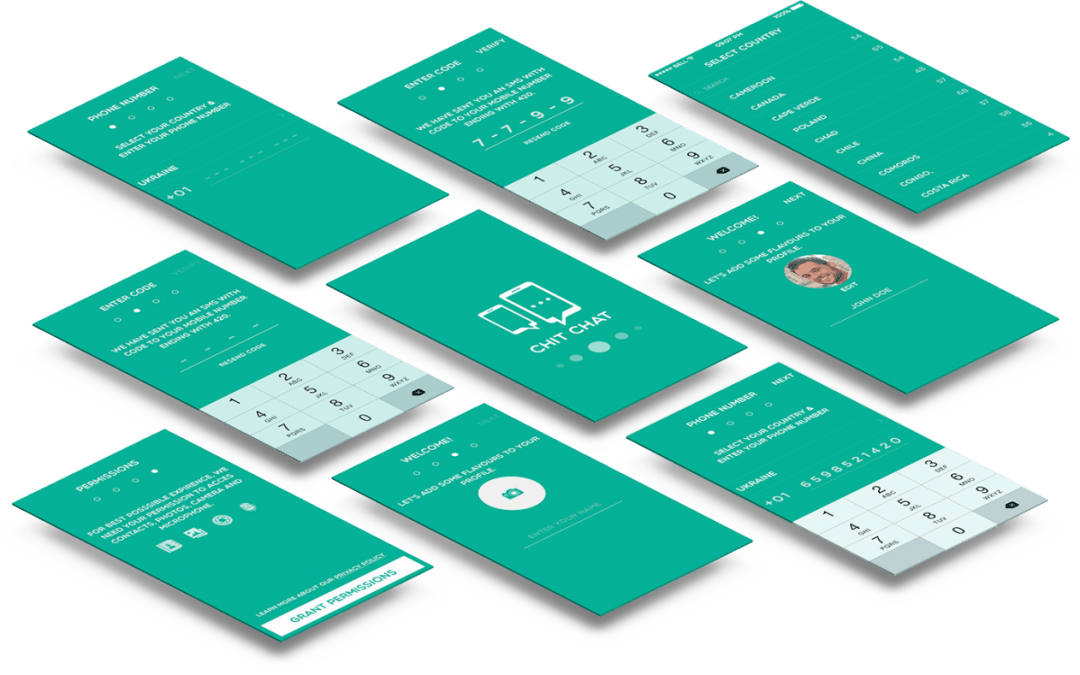 NEXT
PHONE NUMBER
SELECT YOUR COUNTRY &
ENTER YOUR PHONE NUMBER
UKRAINE
+01
VERIFY
ENTER CODE
WE HAVE SENT YOU AN SMS WITH
CODE TO YOUR MOBILE NUMBER
ENDING WITH 420.
7 - 7 - 9 - 9
RESEND CODE
1 2 ABC 3 DEF
4 GHI 5 JKL 6 MNO
7 PQRS 8 TUV 9 WXYZ
0
BELL 09:07 PM 100%
SELECT COUNTRY
SEARCH
CAMEROON 34
CANADA 65
CAPE VERDE 34
POLAND 48
CHAD 57
CHILE 68
CHINA 57
COMOROS 58
CONGO, 56
COSTA RICA 4
VERIFY
ENTER CODE
WE HAVE SENT YOU AN SMS WITH
CODE TO YOUR MOBILE NUMBER
ENDING WITH 420.
RESEND CODE
1 2 ABC 3 DEF
4 GHI 5 JKL 6 MNO
7 PQRS 8 TUV 9 WXYZ
0
CHIT CHAT
NEXT
WELCOME!
LET'S ADD SOME FLAVOURS TO YOUR
PROFILE.
EDIT
JOHN DOE
PERMISSIONS
FOR BEST POSSSIBLE EXPIRENCE, WE
NEED YOUR PERMISSION TO ACCES
CONTACTS, PHOTOS, CAMERA AND
MICROPHONE.
LEARN MORE ABOUT OUR PRIVACY POLICY.
GRANT PERMISSIONS
NEXT
WELCOME!
LET'S ADD SOME FLAVOURS TO YOUR
PROFILE.
ENTER YOUR NAME
NEXT
PHONE NUMBER
SELECT YOUR COUNTRY &
ENTER YOUR PHONE NUMBER
UKRAINE
+01 6598521420
1 2 ABC 3 DEF
4 GHI 5 JKL 6 MNO
7 PQRS 8 TUV 9 WXYZ
0